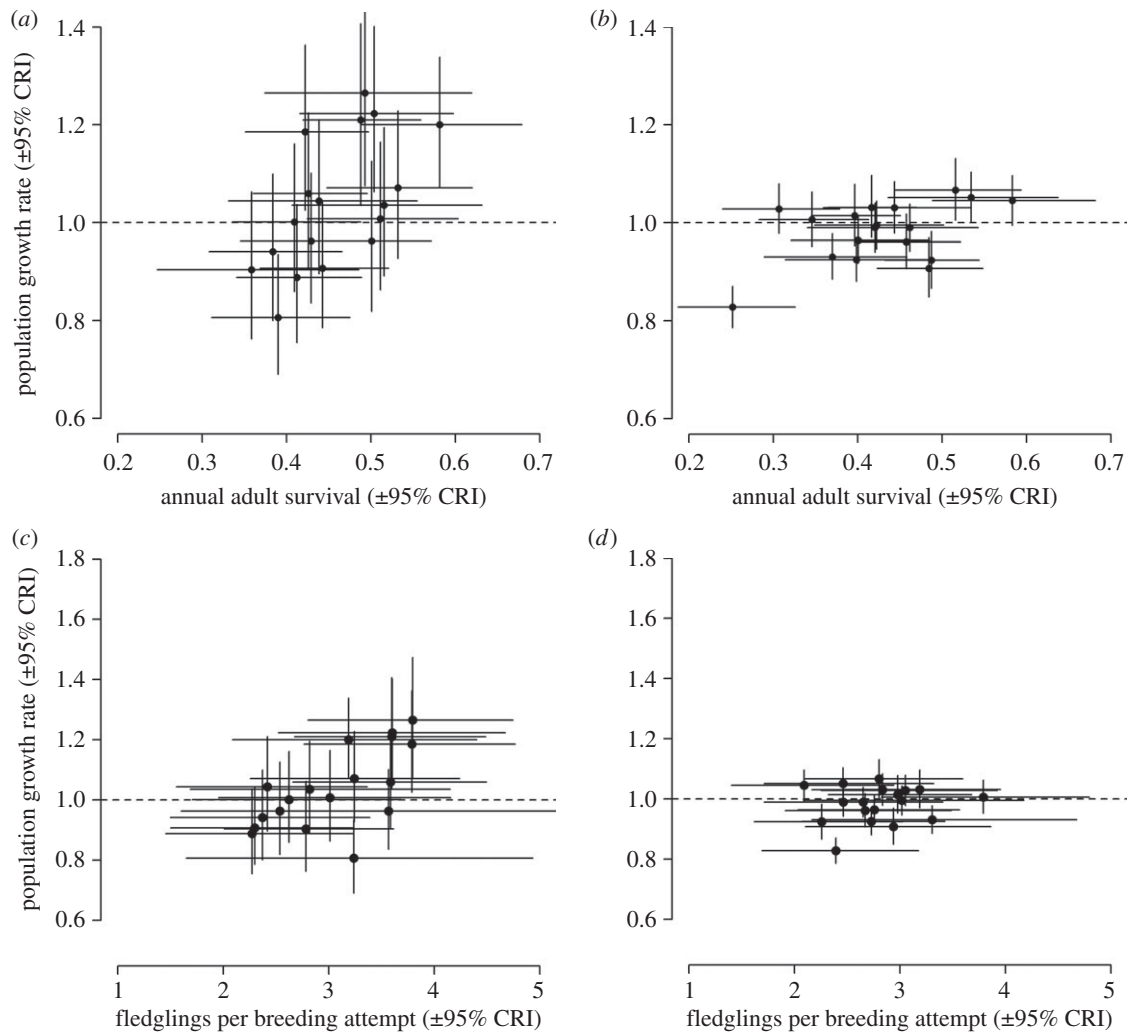 (a)
(b)
1.4
1.2
1.0
0.8
0.6
population growth rate (±95% CRI)
0.2 0.3 0.4 0.5 0.6 0.7
annual adult survival (±95% CRI)
1.4
1.2
1.0
0.8
0.6
0.2 0.3 0.4 0.5 0.6 0.7
annual adult survival (±95% CRI)
(c)
(d)
1.8
1.6
1.4
1.2
1.0
0.8
0.6
population growth rate (±95% CRI)
1 2 3 4 5
fledglings per breeding attempt (±95% CRI)
1.8
1.6
1.4
1.2
1.0
0.8
0.6
1 2 3 4 5
fledglings per breeding attempt (±95% CRI)